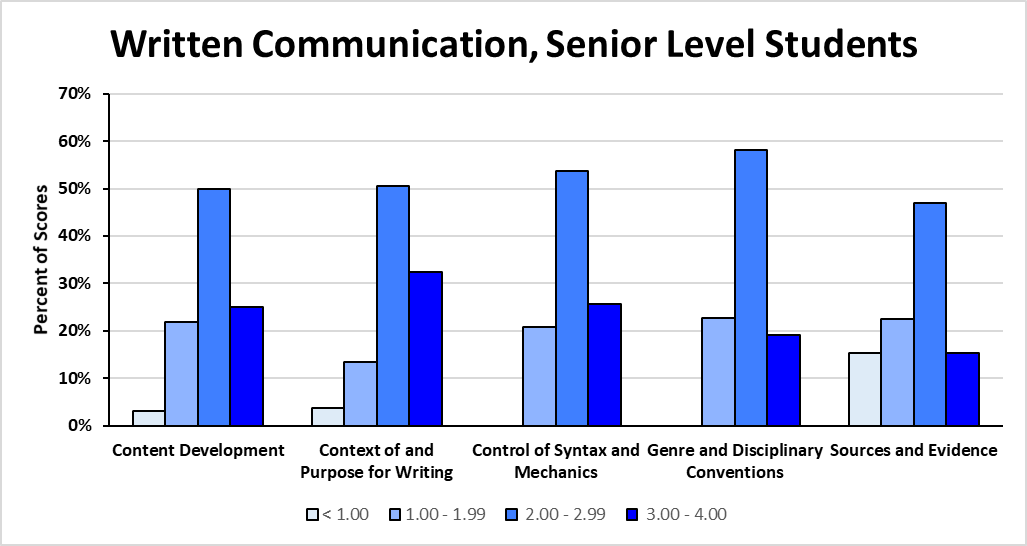 Written Communication, Senior Level Students
Percent of Scores
70%
60%
50%
40%
30%
20%
10%
0%
Content Development
Context of and
Purpose for Writing
Control of Syntax and
Mechanics
Genre and Disciplinary
Conventions
Sources and Evidence
< 1.00
1.00 - 1.99
2.00 - 2.99
3.00 - 4.00